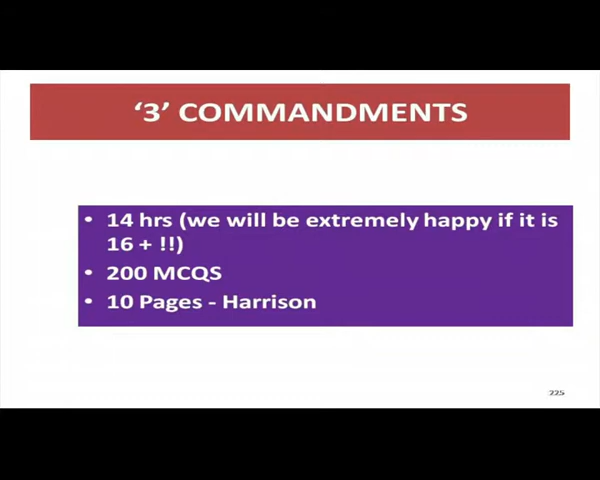 ‘3’ COMMANDMENTS
• 14 hrs (we will be extremely happy if it is
16 + !!)
• 200 MCQS
• 10 Pages - Harrison
225